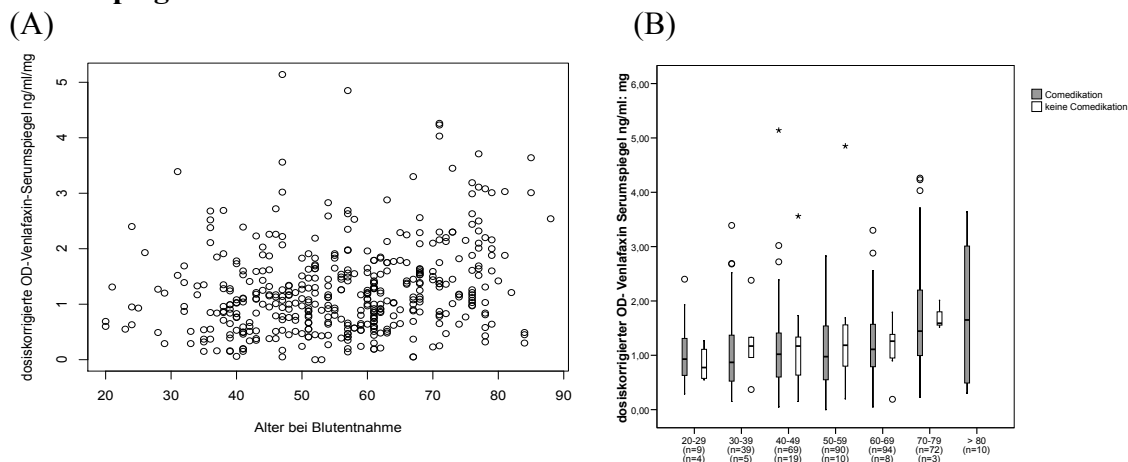 (A)
(B)
dosiskorrigierte OD-Venlafaxin-Serumspiegel ng/ml/mg
5
4
3
2
1
0
20 30 40 50 60 70 80 90
Alter bei Blutentnahme
dosiskorrigierter OD- Venlafaxin Serumspiegel ng/ml: mg
6,00
5,00
4,00
3,00
2,00
1,00
0,00
Comedikation
keine Comedikation
20-29 30-39 40-49 50-59 60-69 70-79 > 80
(n=9) (n=39) (n=69) (n=90) (n=94) (n=72) (n=10)
(n=4) (n=5) (n=19) (n=10) (n=8) (n=3)